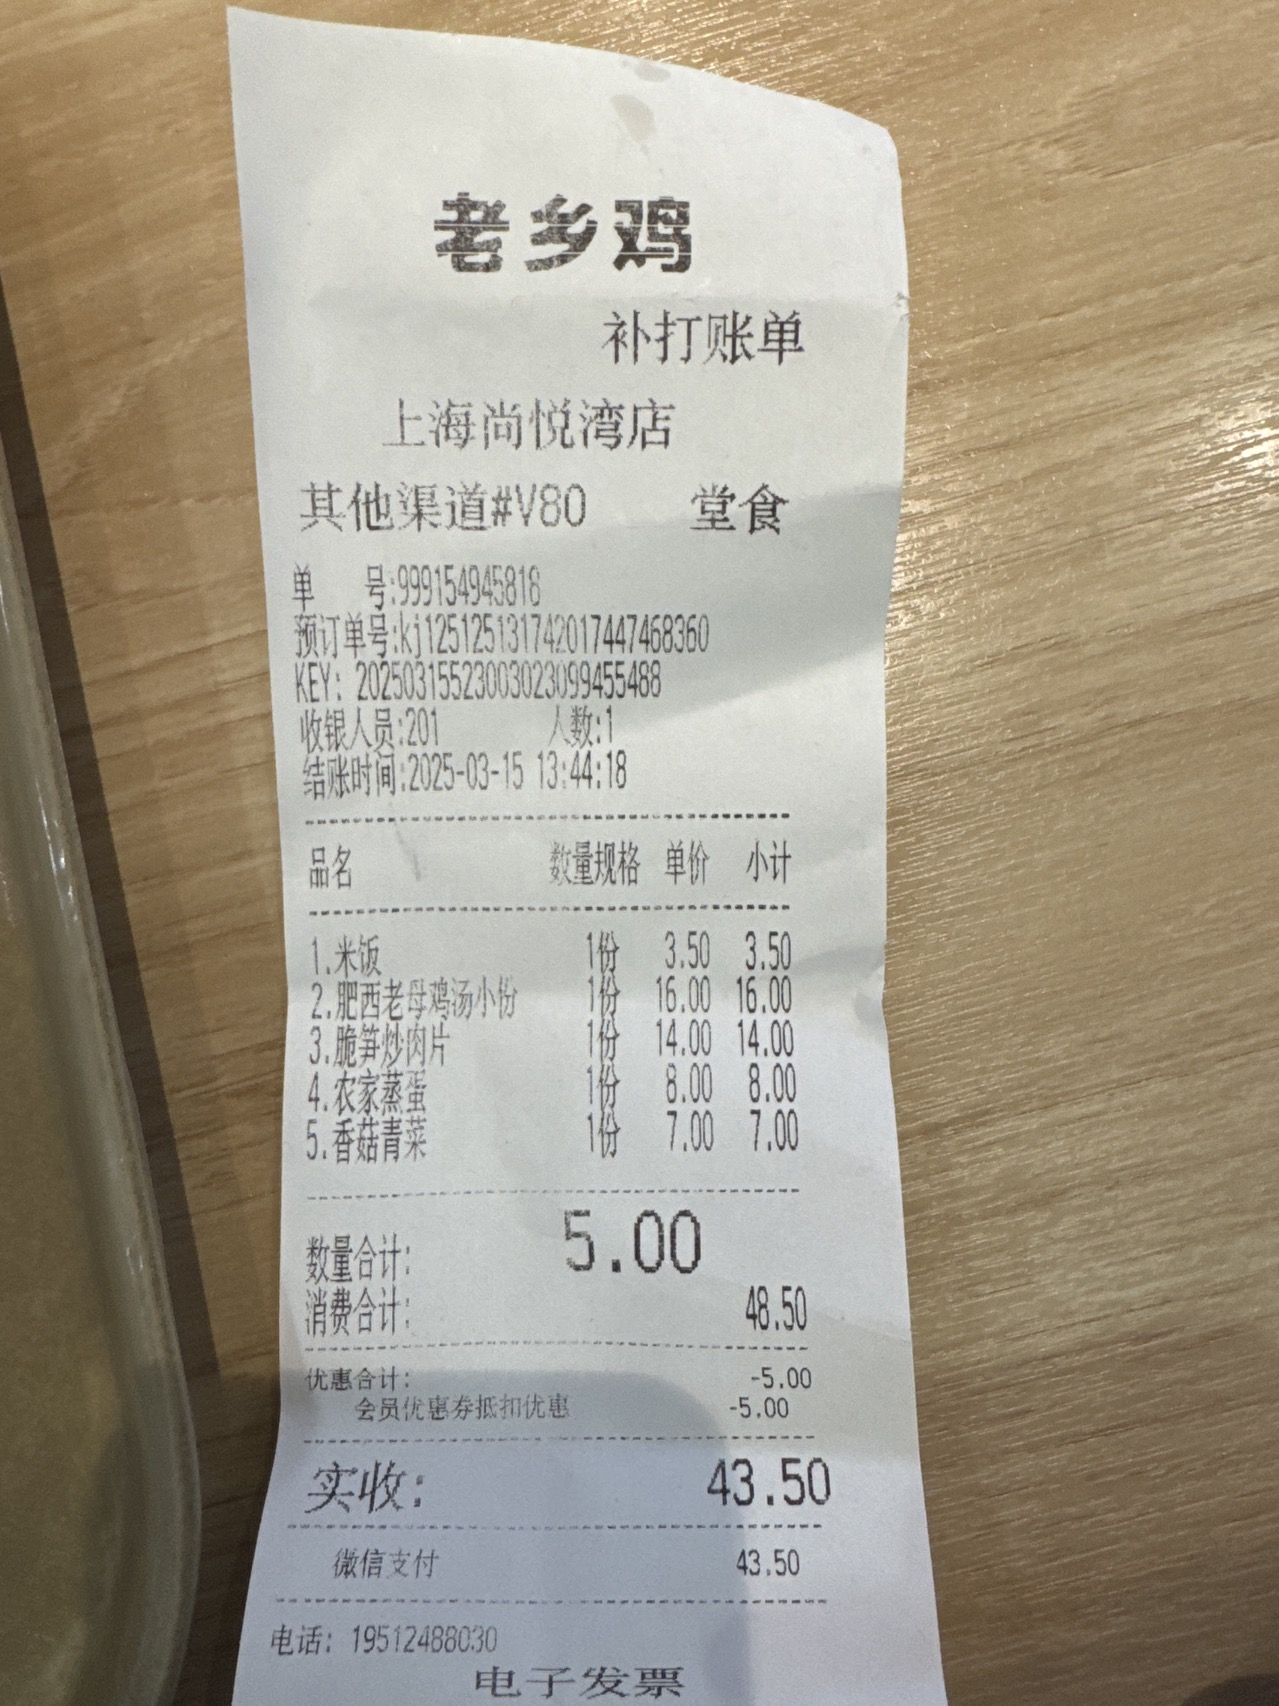 老乡鸡
补打账单
上海尚悦湾店
其他渠道#V80 堂食
单 号:999154945818
预订单号:kj1251251317420174474​68360
KEY: 2025031552300302309945​5488
收银人员:201 人数:1
结账时间:2025-03-15 13:44:18
品名 数量规格 单价 小计
1.米饭 1份 3.50 3.50
2.肥西老母鸡汤小份 1份 16.00 16.00
3.脆笋炒肉片 1份 14.00 14.00
4.农家蒸蛋 1份 8.00 8.00
5.香菇青菜 1份 7.00 7.00
数量合计: 5.00
消费合计: 48.50
优惠合计: -5.00
会员优惠券抵扣优惠 -5.00
实收: 43.50
微信支付 43.50
电话: 19512488030
电子发票